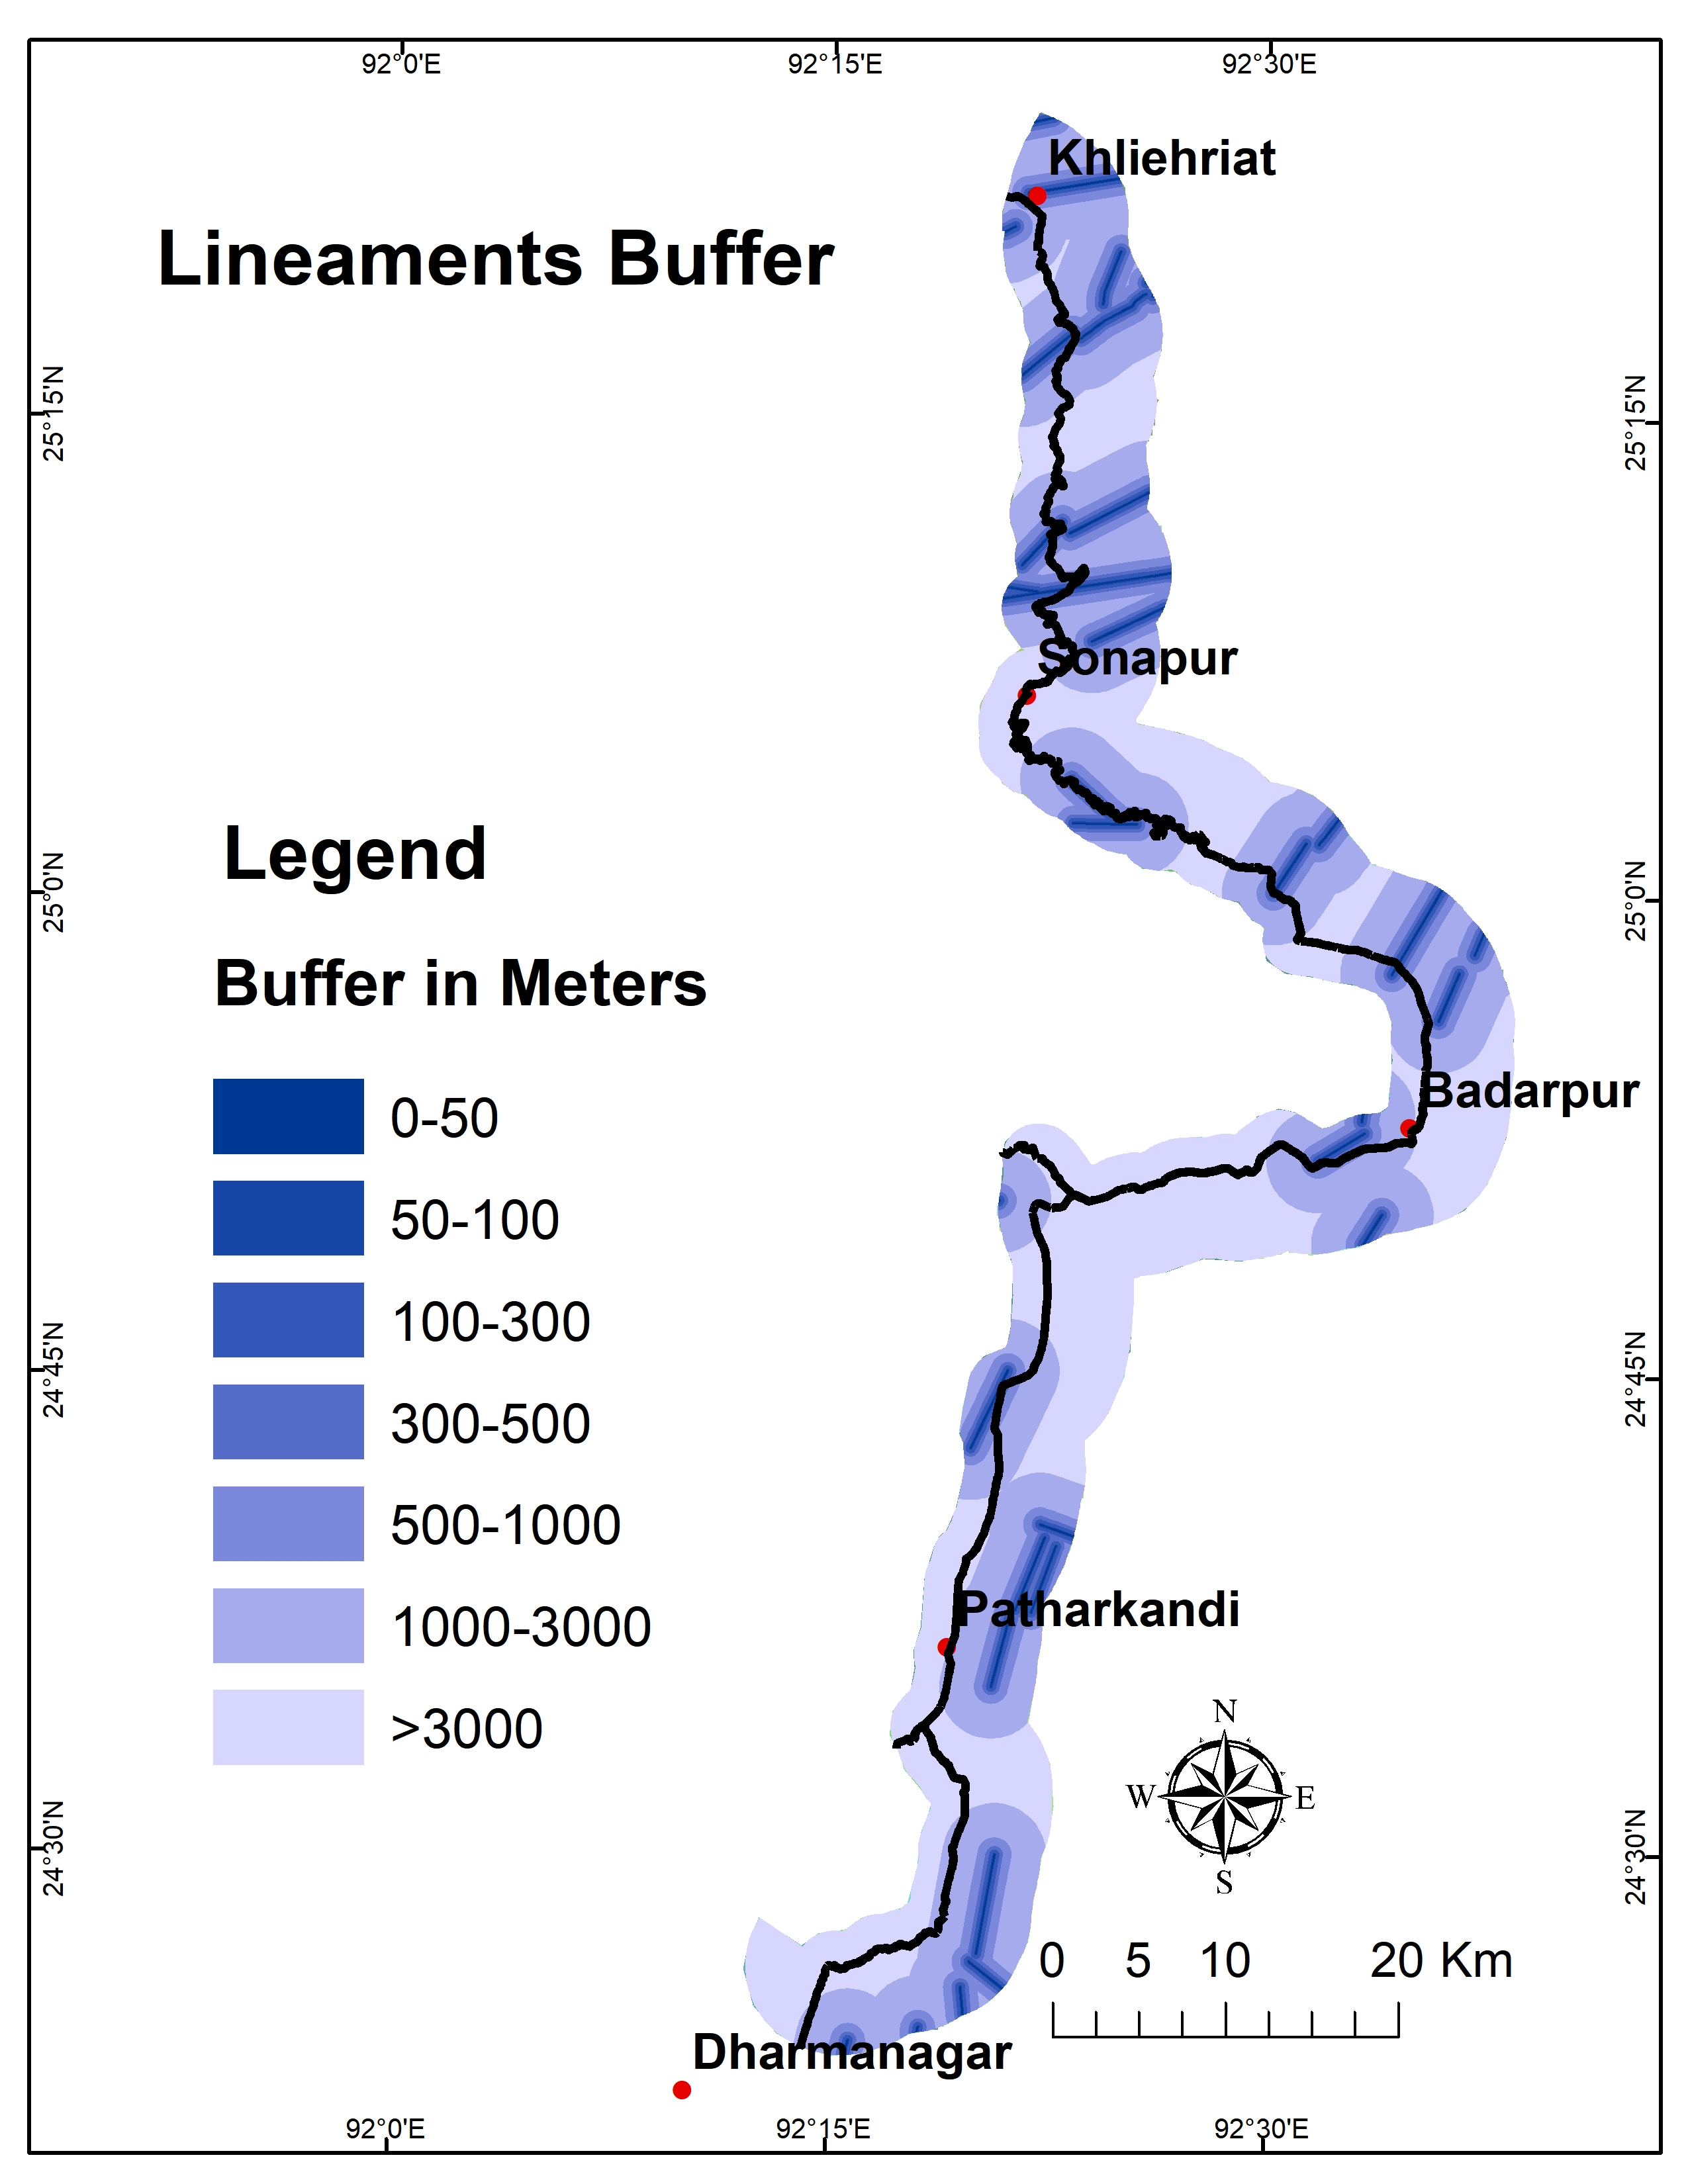 92°0'E 92°15'E 92°30'E
Khliehriat
Lineaments Buffer
25°15'N 25°15'N
Sonapur
Legend
25°0'N 25°0'N
Buffer in Meters
Badarpur
0-50
50-100
100-300
24°45'N 24°45'N
300-500
500-1000
Patharkandi
1000-3000
>3000
N
W E
S
24°30'N 24°30'N
0 5 10 20 Km
Dharmanagar
92°0'E 92°15'E 92°30'E